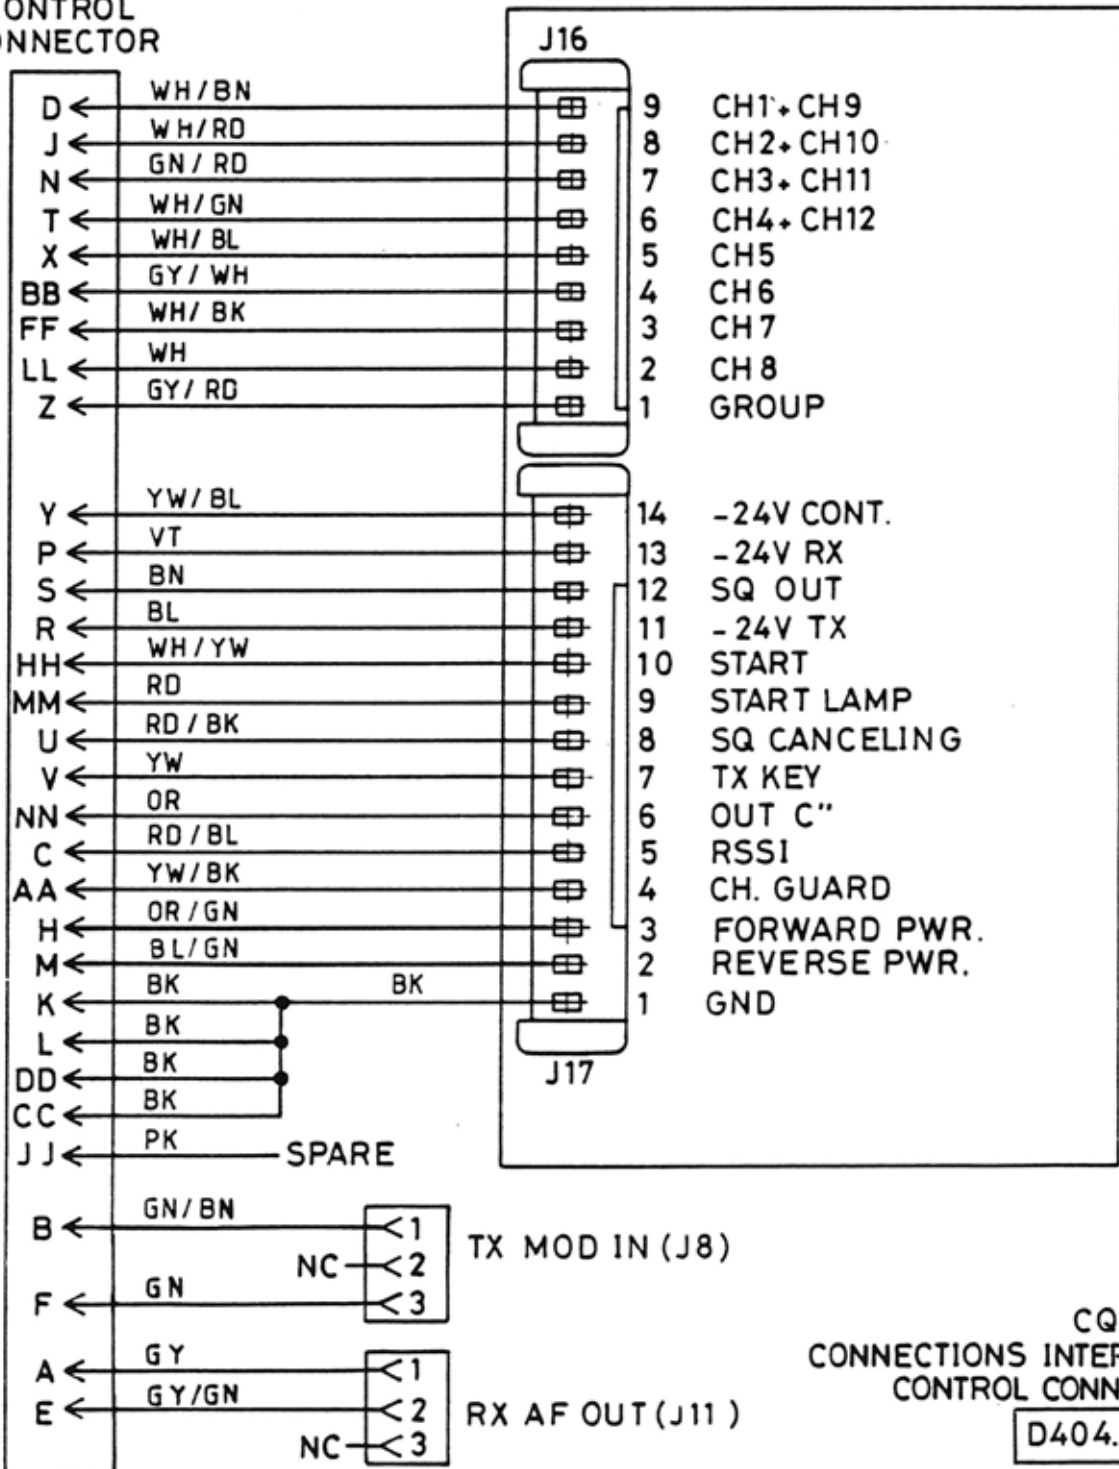 ONTROL
ONNECTOR
J16
D WH/BN 9 CH1+CH9
J WH/RD 8 CH2+CH10
N GN/RD 7 CH3+CH11
T WH/GN 6 CH4+CH12
X WH/BL 5 CH5
BB GY/WH 4 CH6
FF WH/BK 3 CH7
LL WH 2 CH8
Z GY/RD 1 GROUP
Y YW/BL 14 -24V CONT.
P VT 13 -24V RX
S BN 12 SQ OUT
R BL 11 -24V TX
HH WH/YW 10 START
MM RD 9 START LAMP
U RD/BK 8 SQ CANCELING
V YW 7 TX KEY
NN OR 6 OUT C"
C RD/BL 5 RSSI
AA YW/BK 4 CH. GUARD
H OR/GN 3 FORWARD PWR.
M BL/GN 2 REVERSE PWR.
K BK BK 1 GND
L BK
J17
DD BK
CC BK
JJ PK SPARE
B GN/BN 1
NC 2 TX MOD IN (J8)
F GN 3
A GY 1
E GY/GN 2 RX AF OUT (J11)
NC 3
CQ
CONNECTIONS INTER
CONTROL CONN
D404.